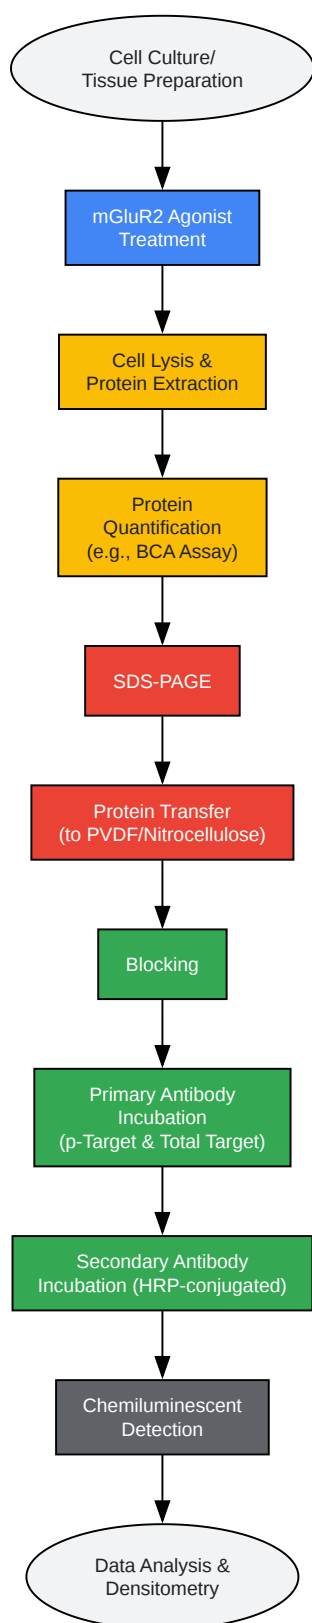 Cell Culture/
Tissue Preparation
mGluR2 Agonist
Treatment
Cell Lysis &
Protein Extraction
Protein
Quantification
(e.g., BCA Assay)
SDS-PAGE
Protein Transfer
(to PVDF/Nitrocellulose)
Blocking
Primary Antibody
Incubation
(p-Target & Total Target)
Secondary Antibody
Incubation (HRP-conjugated)
Chemiluminescent
Detection
Data Analysis &
Densitometry